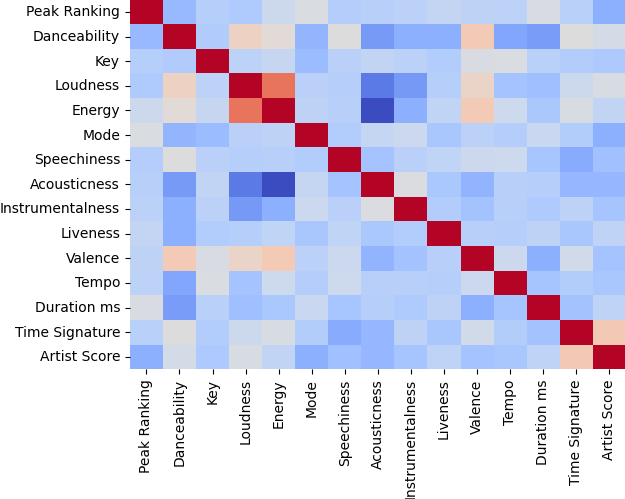 Peak Ranking
Danceability
Key
Loudness
Energy
Mode
Speechiness
Acousticness
Instrumentalness
Liveness
Valence
Tempo
Duration ms
Time Signature
Artist Score
Peak Ranking
Danceability
Key
Loudness
Energy
Mode
Speechiness
Acousticness
Instrumentalness
Liveness
Valence
Tempo
Duration ms
Time Signature
Artist Score